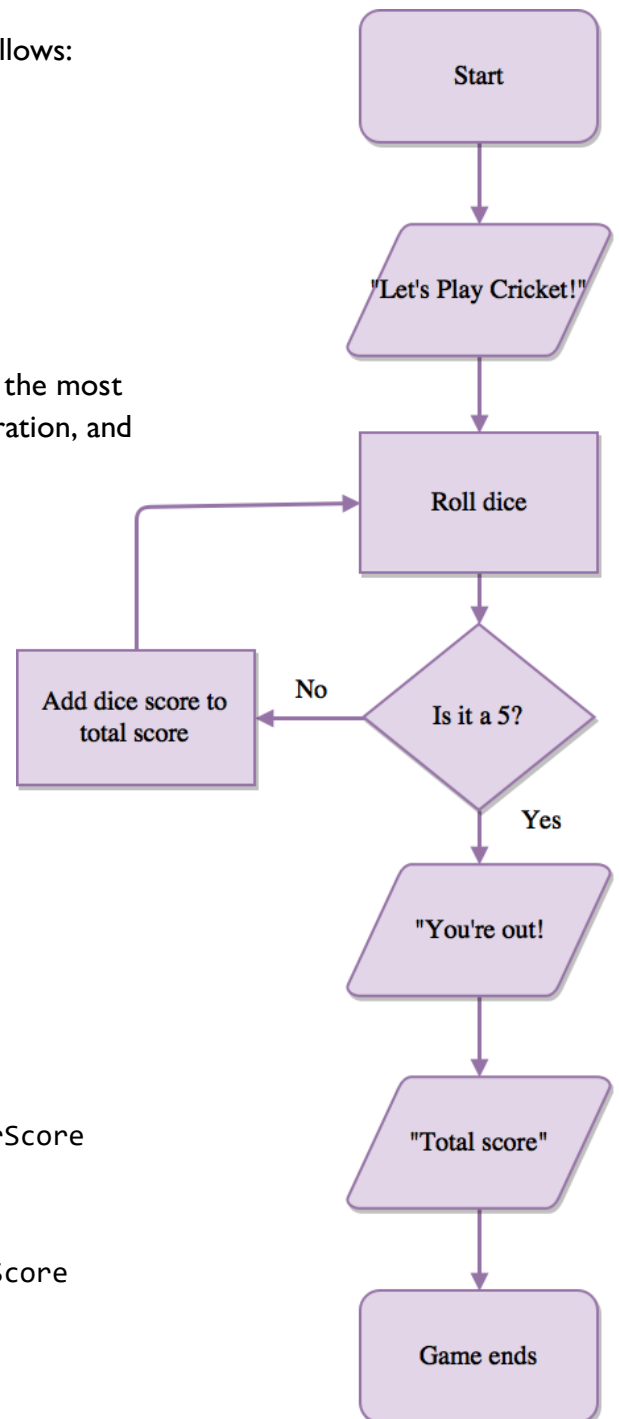 llows:
Start
"Let's Play Cricket!"
the most
ration, and
Roll dice
Add dice score to
total score
No
Is it a 5?
Yes
"You're out!
rScore
"Total score"
Score
Game ends